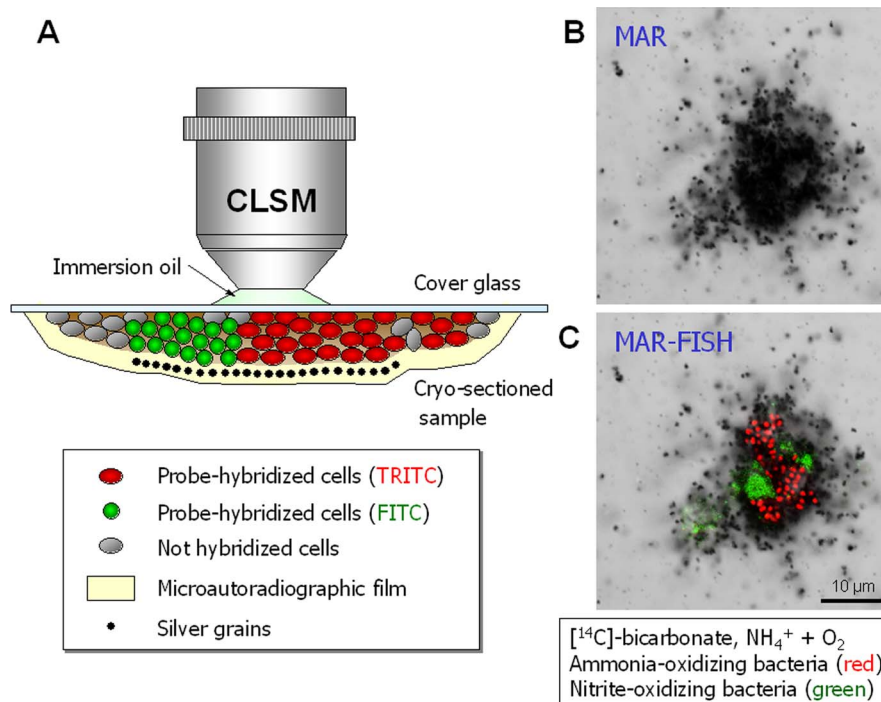 A
CLSM
Immersion oil
Cover glass
Cryo-sectioned
sample
Probe-hybridized cells (TRITC)
Probe-hybridized cells (FITC)
Not hybridized cells
Microautoradiographic film
Silver grains
B
MAR
C
MAR-FISH
10 µm
[¹⁴C]-bicarbonate, NH₄⁺ + O₂
Ammonia-oxidizing bacteria (red)
Nitrite-oxidizing bacteria (green)